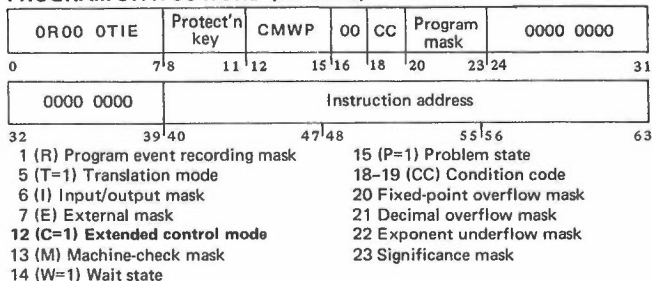 0R00 0TIE Protect'n key CMWP 00 CC Program mask 0000 0000
0 7 8 11 12 15 16 18 20 23 24 31
0000 0000 Instruction address
32 39 40 47 48 55 56 63
1 (R) Program event recording mask
5 (T=1) Translation mode
6 (I) Input/output mask
7 (E) External mask
12 (C=1) Extended control mode
13 (M) Machine-check mask
14 (W=1) Wait state
15 (P=1) Problem state
18–19 (CC) Condition code
20 Fixed-point overflow mask
21 Decimal overflow mask
22 Exponent underflow mask
23 Significance mask